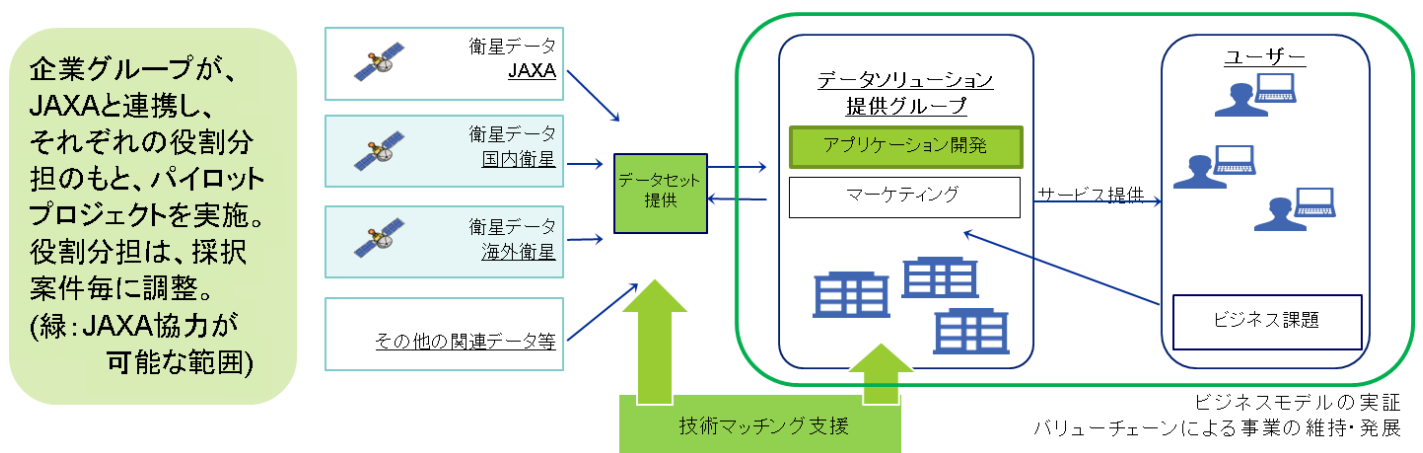 企業グループが、
JAXAと連携し、
それぞれの役割分
担のもと、パイロット
プロジェクトを実施。
役割分担は、採択
案件毎に調整。
(緑：JAXA協力が
可能な範囲)
衛星データ
JAXA
衛星データ
国内衛星
衛星データ
海外衛星
その他の関連データ等
データセット
提供
データソリューション
提供グループ
アプリケーション開発
マーケティング
サービス提供
ユーザー
ビジネス課題
技術マッチング支援
ビジネスモデルの実証
バリューチェーンによる事業の維持・発展